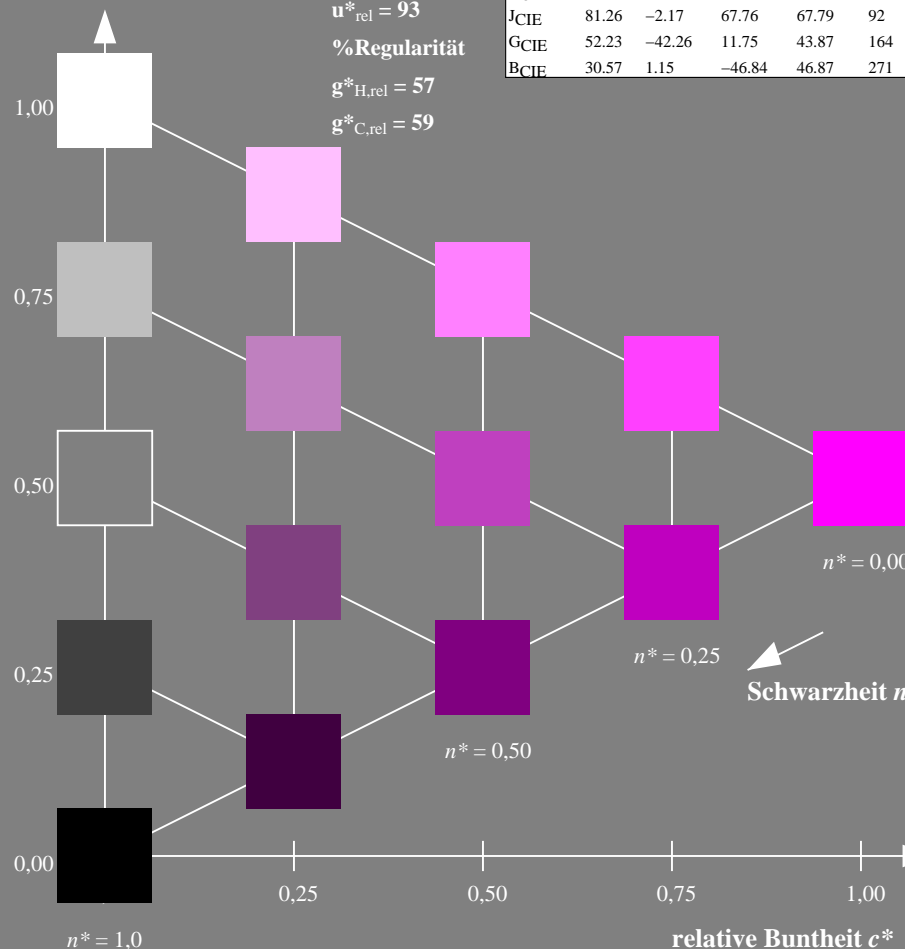 u*rel = 93
%Regularität
g*H,rel = 57
g*C,rel = 59
JCIE 81.26 −2.17 67.76 67.79 92
GCIE 52.23 −42.26 11.75 43.87 164
BCIE 30.57 1.15 −46.84 46.87 271
1,00
0,75
0,50
n* = 0,00
0,25
n* = 0,25
Schwarzheit n
n* = 0,50
0,00
0,25 0,50 0,75 1,00
n* = 1,0
relative Buntheit c*